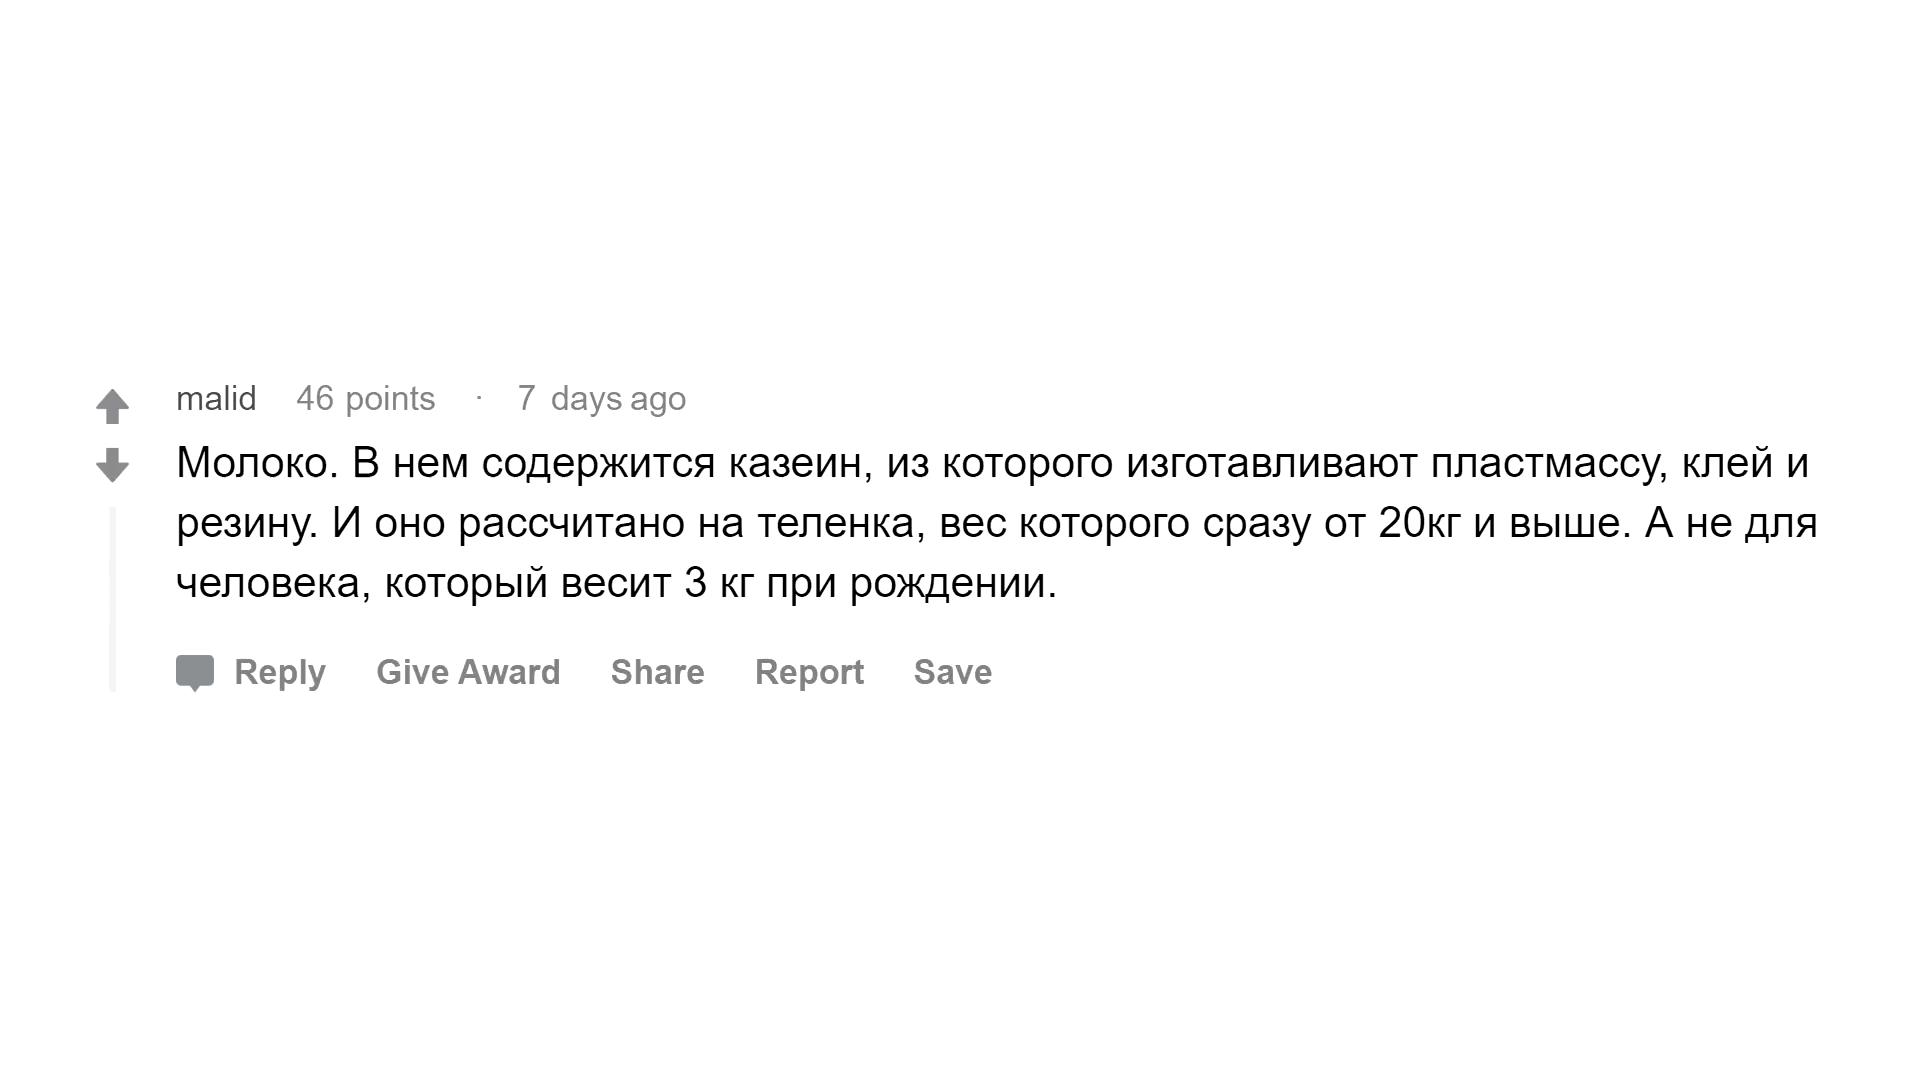 malid 46 points · 7 days ago
Молоко. В нем содержится казеин, из которого изготавливают пластмассу, клей и
резину. И оно рассчитано на теленка, вес которого сразу от 20кг и выше. А не для
человека, который весит 3 кг при рождении.
Reply Give Award Share Report Save